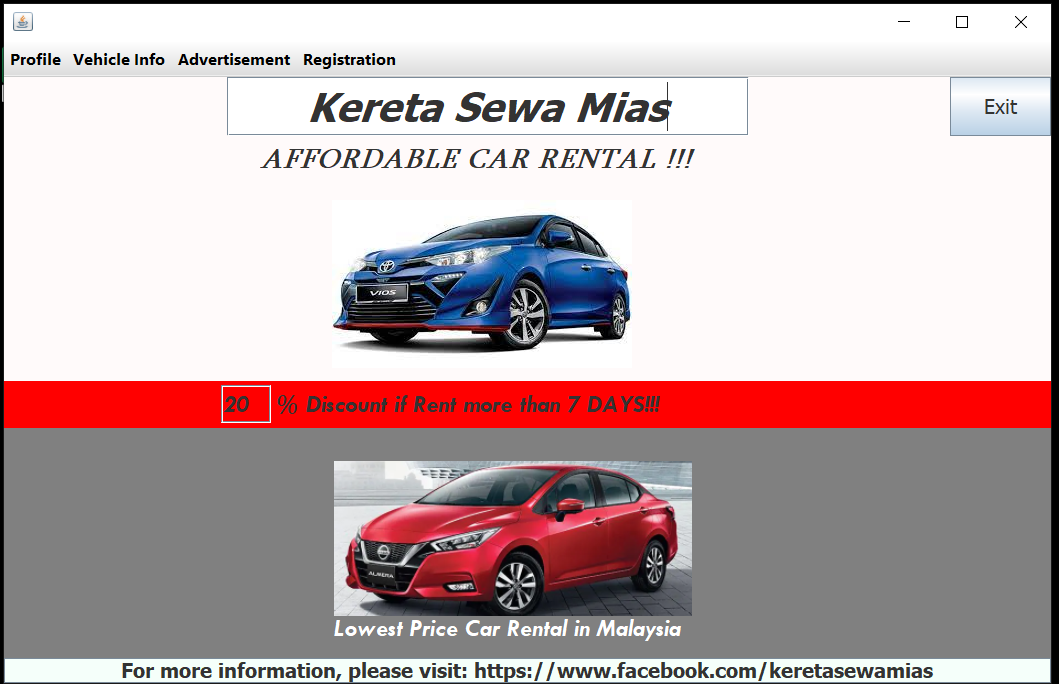 Profile Vehicle Info Advertisement Registration
Kereta Sewa Mias
Exit
AFFORDABLE CAR RENTAL !!!
VIOS
20 % Discount if Rent more than 7 DAYS!!!
NISSAN
ALMERA
Lowest Price Car Rental in Malaysia
For more information, please visit: https://www.facebook.com/keretasewamias